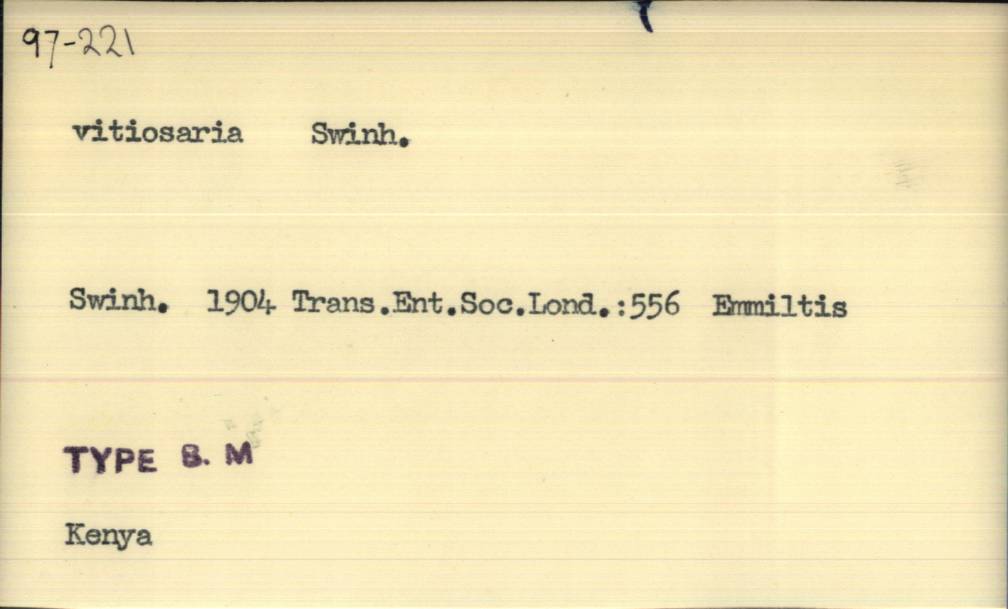 97-221
vitiosaria Swinh.
Swinh. 1904 Trans.Ent.Soc.Lond.:556 Emmiltis
TYPE B. M
Kenya